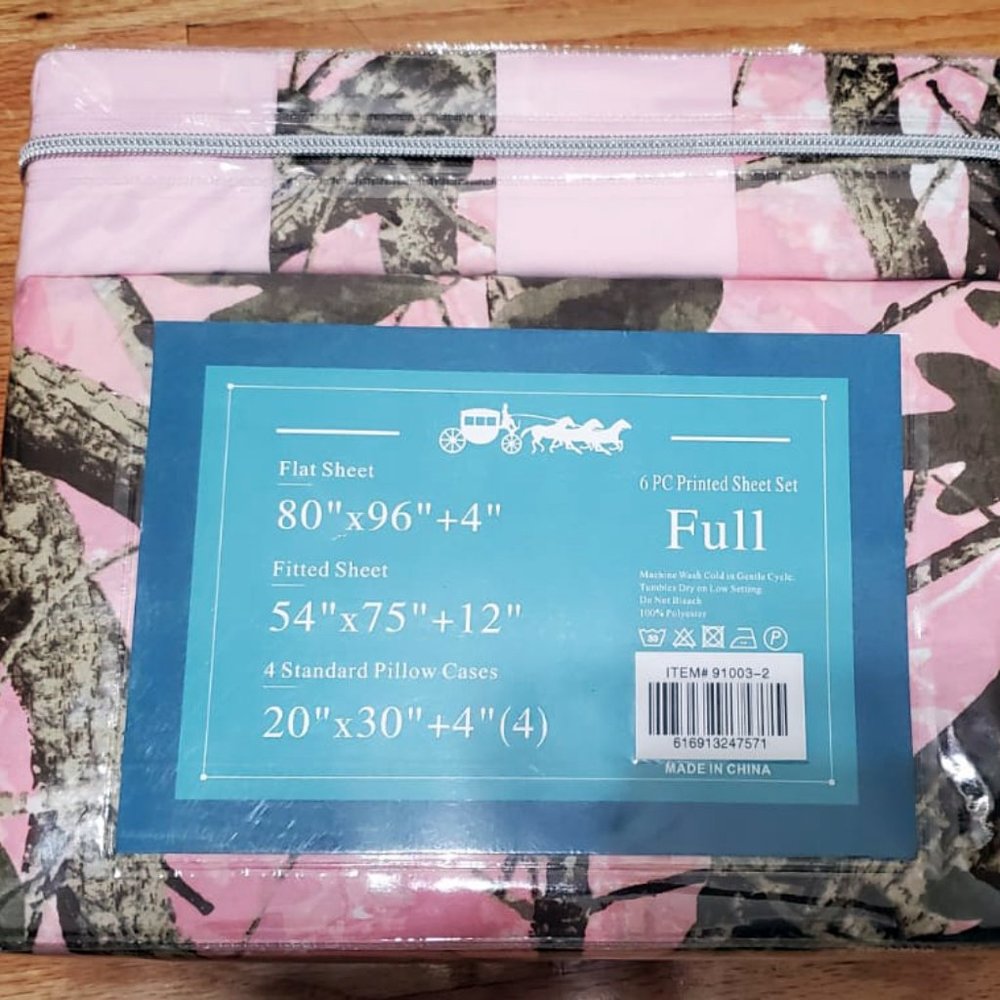 Flat Sheet
80"x96"+4"
Fitted Sheet
54"x75"+12"
4 Standard Pillow Cases
20"x30"+4"(4)
6 PC Printed Sheet Set
Full
Machine Wash Cold in Gentle Cycle.
Tumbles Dry on Low Setting
Do Not Bleach
100% Polyester
30
P
ITEM# 91003-2
616913247571
MADE IN CHINA